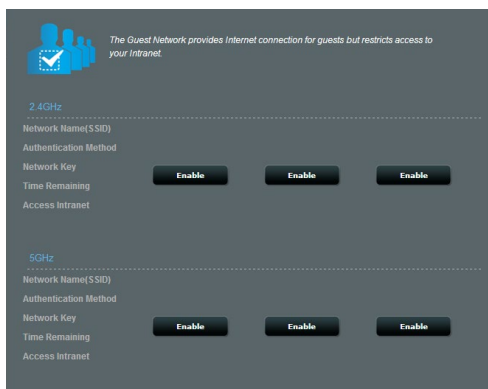 The Guest Network provides Internet connection for guests but restricts access to
your Intranet.
2.4GHz
Network Name(SSID)
Authentication Method
Network Key
Enable Enable Enable
Time Remaining
Access Intranet
5GHz
Network Name(SSID)
Authentication Method
Network Key
Enable Enable Enable
Time Remaining
Access Intranet